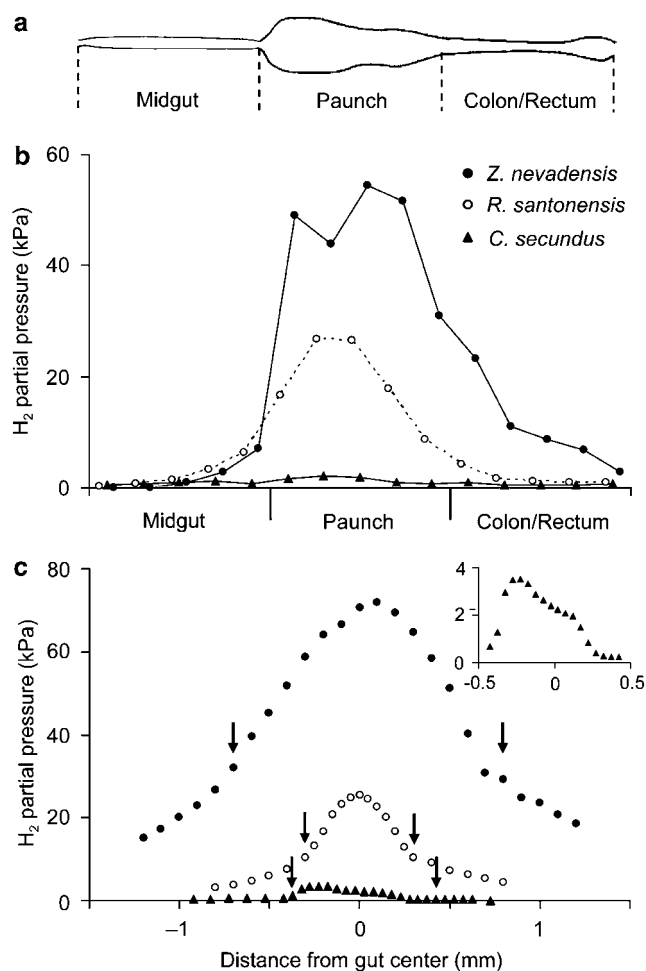 a
Midgut Paunch Colon/Rectum
b
60
40
20
0
H₂ partial pressure (kPa)
Z. nevadensis
R. santonensis
C. secundus
Midgut Paunch Colon/Rectum
c
80
60
40
20
0
H₂ partial pressure (kPa)
4
2
0
-0.5 0 0.5
−1 0 1
Distance from gut center (mm)